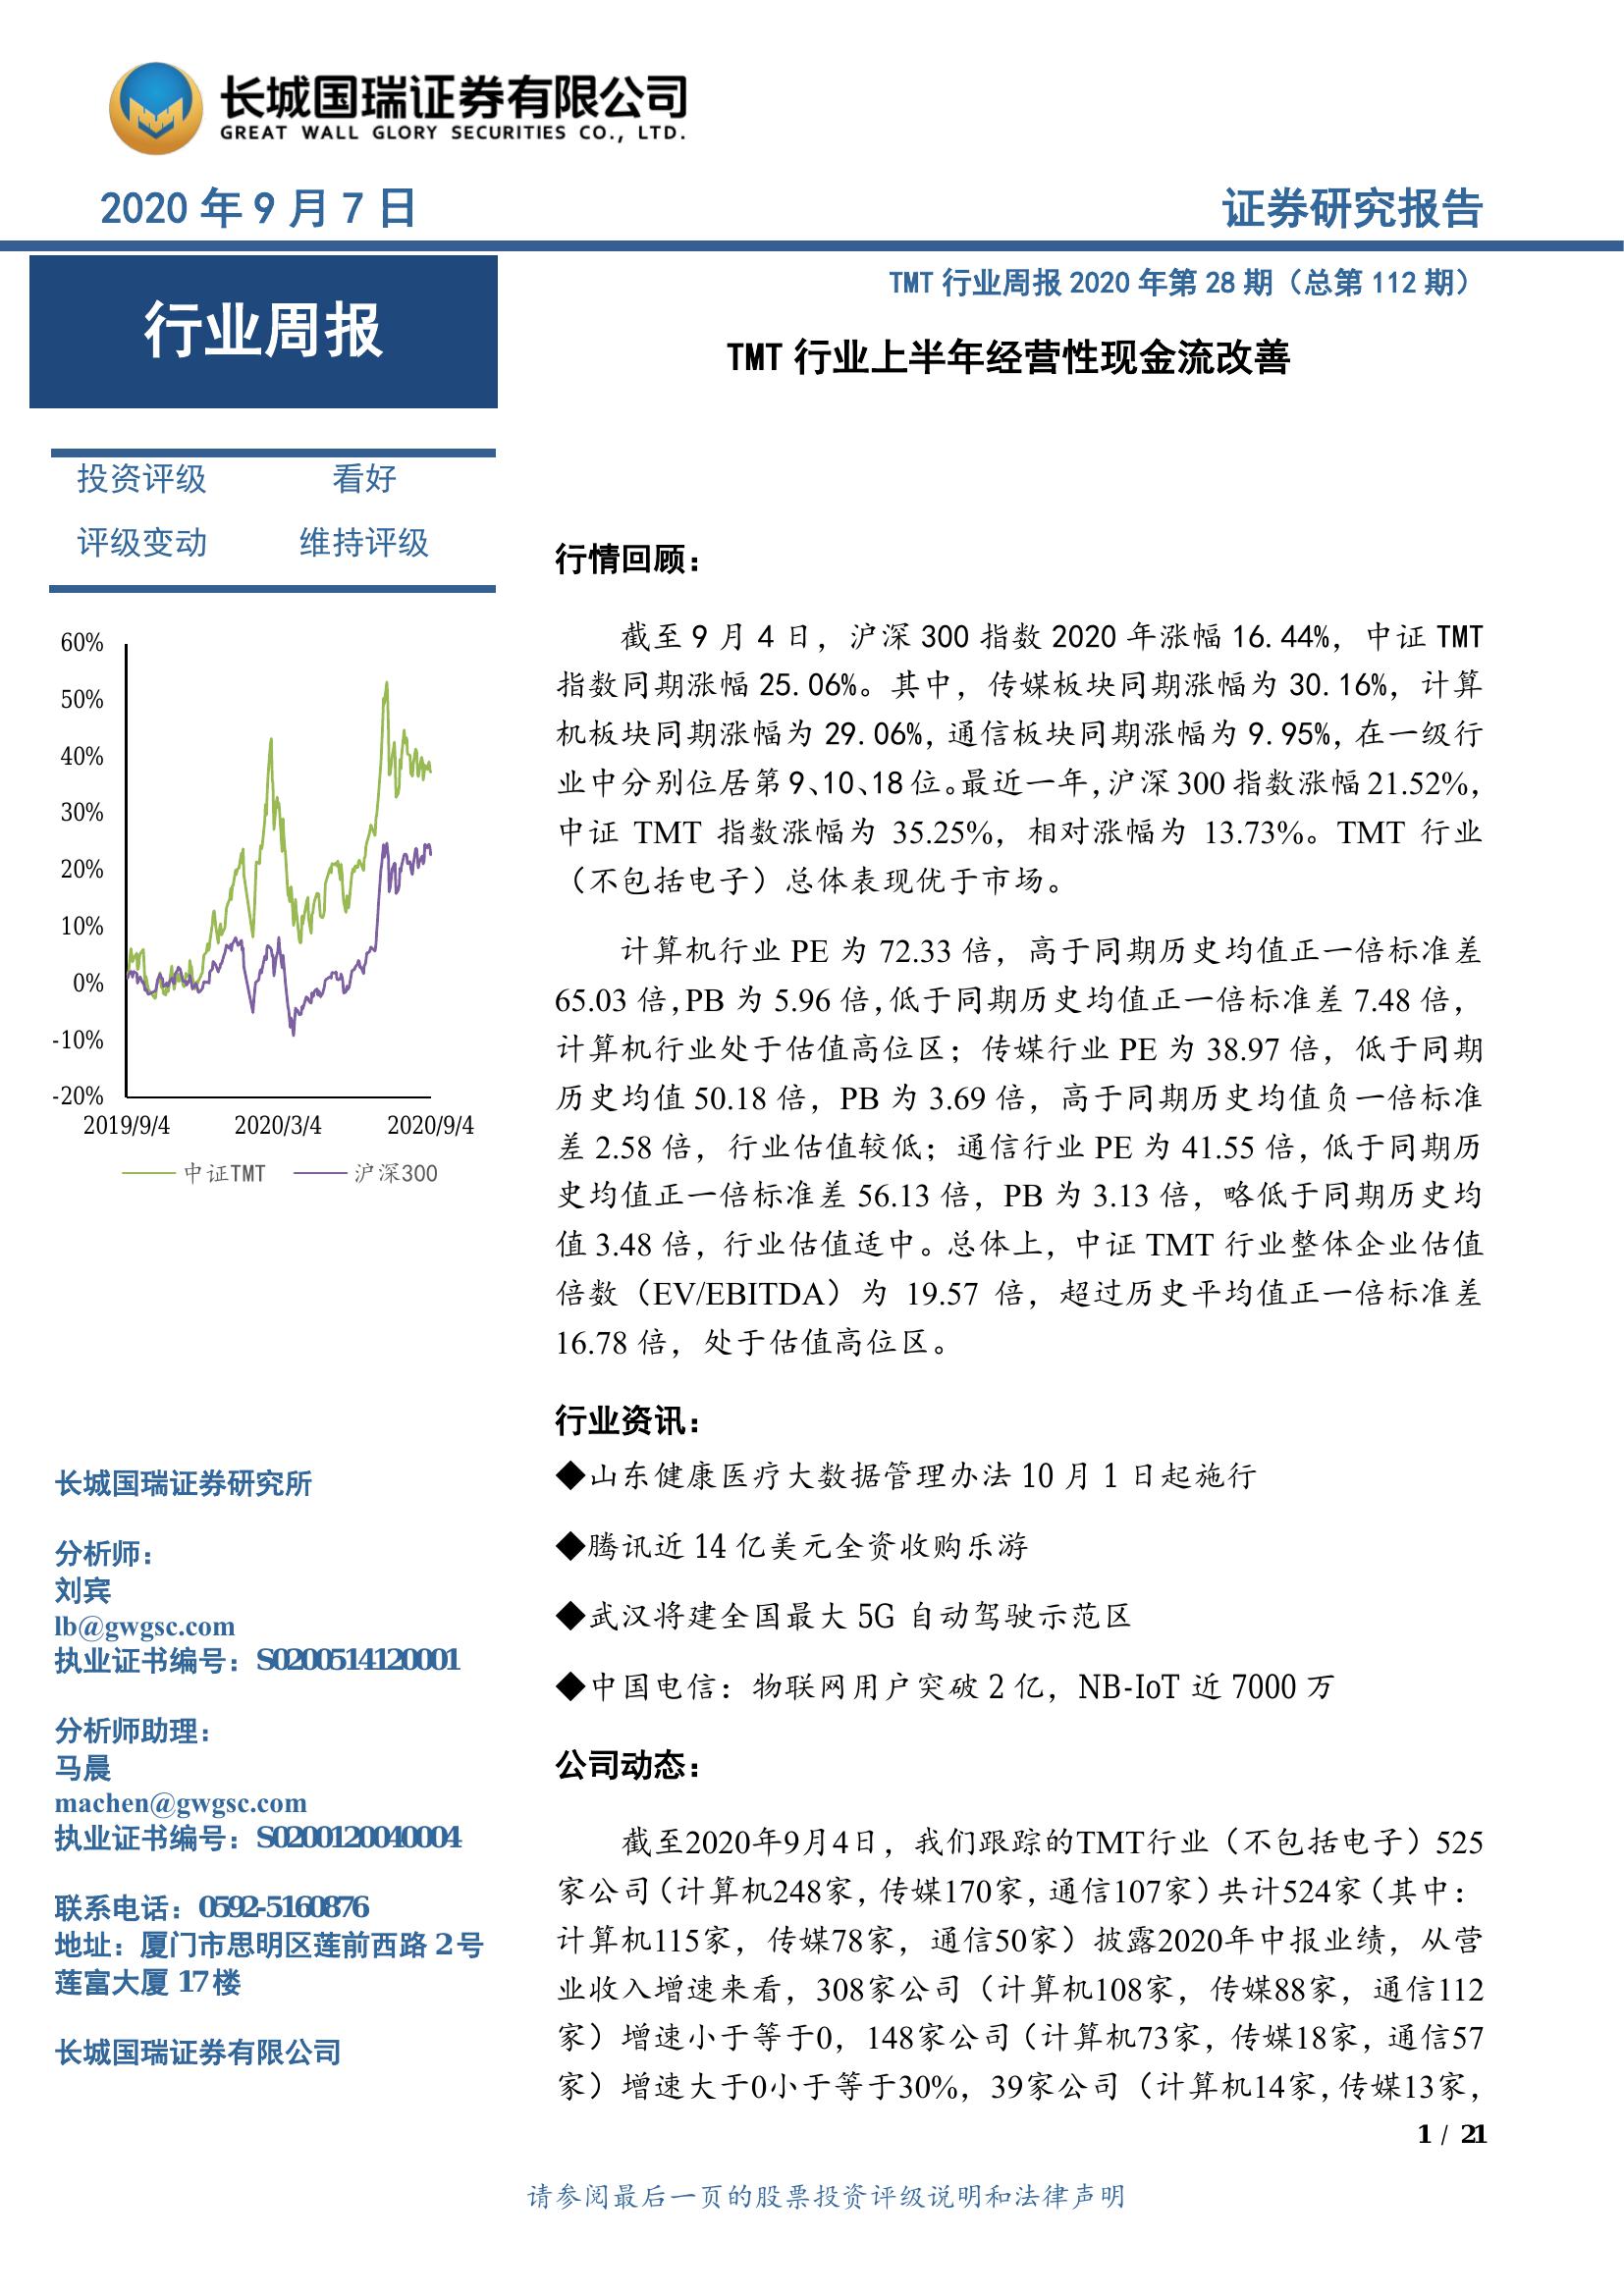 长城国瑞证券有限公司
GREAT WALL GLORY SECURITIES CO., LTD.
2020 年 9 月 7 日
证券研究报告
行业周报
TMT 行业周报 2020 年第 28 期（总第 112 期）
TMT 行业上半年经营性现金流改善
投资评级 看好
评级变动 维持评级
60%
50%
40%
30%
20%
10%
0%
-10%
-20%
2019/9/4 2020/3/4 2020/9/4
中证TMT 沪深300
长城国瑞证券研究所
分析师：
刘宾
lb@gwgsc.com
执业证书编号：S0200514120001
分析师助理：
马晨
machen@gwgsc.com
执业证书编号：S0200120040004
联系电话：0592-5160876
地址：厦门市思明区莲前西路 2 号
莲富大厦 17 楼
长城国瑞证券有限公司
行情回顾：
截至 9 月 4 日，沪深 300 指数 2020 年涨幅 16.44%，中证 TMT
指数同期涨幅 25.06%。其中，传媒板块同期涨幅为 30.16%，计算
机板块同期涨幅为 29.06%，通信板块同期涨幅为 9.95%，在一级行
业中分别位居第 9、10、18 位。最近一年，沪深 300 指数涨幅 21.52%，
中证 TMT 指数涨幅为 35.25%，相对涨幅为 13.73%。TMT 行业
（不包括电子）总体表现优于市场。
计算机行业 PE 为 72.33 倍，高于同期历史均值正一倍标准差
65.03 倍，PB 为 5.96 倍，低于同期历史均值正一倍标准差 7.48 倍，
计算机行业处于估值高位区；传媒行业 PE 为 38.97 倍，低于同期
历史均值 50.18 倍，PB 为 3.69 倍，高于同期历史均值负一倍标准
差 2.58 倍，行业估值较低；通信行业 PE 为 41.55 倍，低于同期历
史均值正一倍标准差 56.13 倍，PB 为 3.13 倍，略低于同期历史均
值 3.48 倍，行业估值适中。总体上，中证 TMT 行业整体企业估值
倍数（EV/EBITDA）为 19.57 倍，超过历史平均值正一倍标准差
16.78 倍，处于估值高位区。
行业资讯：
◆山东健康医疗大数据管理办法 10 月 1 日起施行
◆腾讯近 14 亿美元全资收购乐游
◆武汉将建全国最大 5G 自动驾驶示范区
◆中国电信：物联网用户突破 2 亿，NB-IoT 近 7000 万
公司动态：
截至2020年9月4日，我们跟踪的TMT行业（不包括电子）525
家公司（计算机248家，传媒170家，通信107家）共计524家（其中：
计算机115家，传媒78家，通信50家）披露2020年中报业绩，从营
业收入增速来看，308家公司（计算机108家，传媒88家，通信112
家）增速小于等于0，148家公司（计算机73家，传媒18家，通信57
家）增速大于0小于等于30%，39家公司（计算机14家，传媒13家，
1 / 21
请参阅最后一页的股票投资评级说明和法律声明